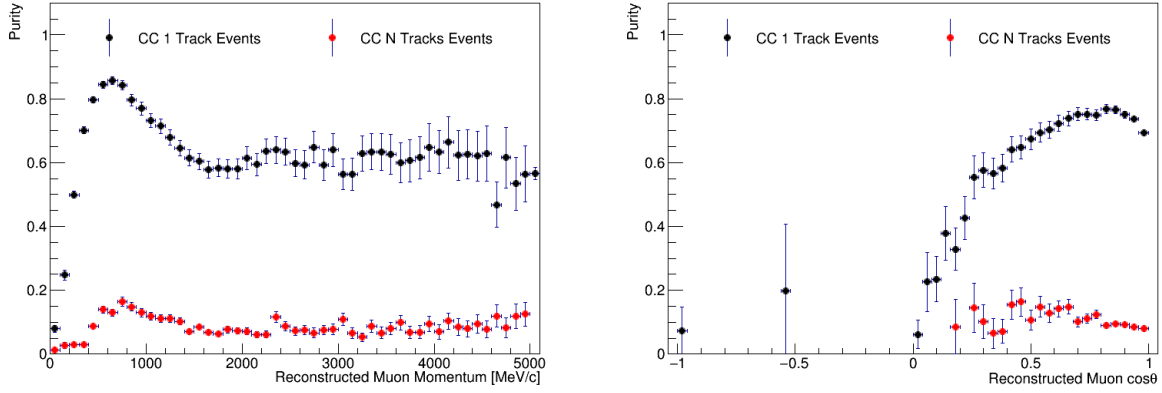 Purity
CC 1 Track Events
CC N Tracks Events
1
0.8
0.6
0.4
0.2
0
0 1000 2000 3000 4000 5000
Reconstructed Muon Momentum [MeV/c]
Purity
CC 1 Track Events
CC N Tracks Events
1
0.8
0.6
0.4
0.2
0
−1 −0.5 0 0.5 1
Reconstructed Muon cosθ